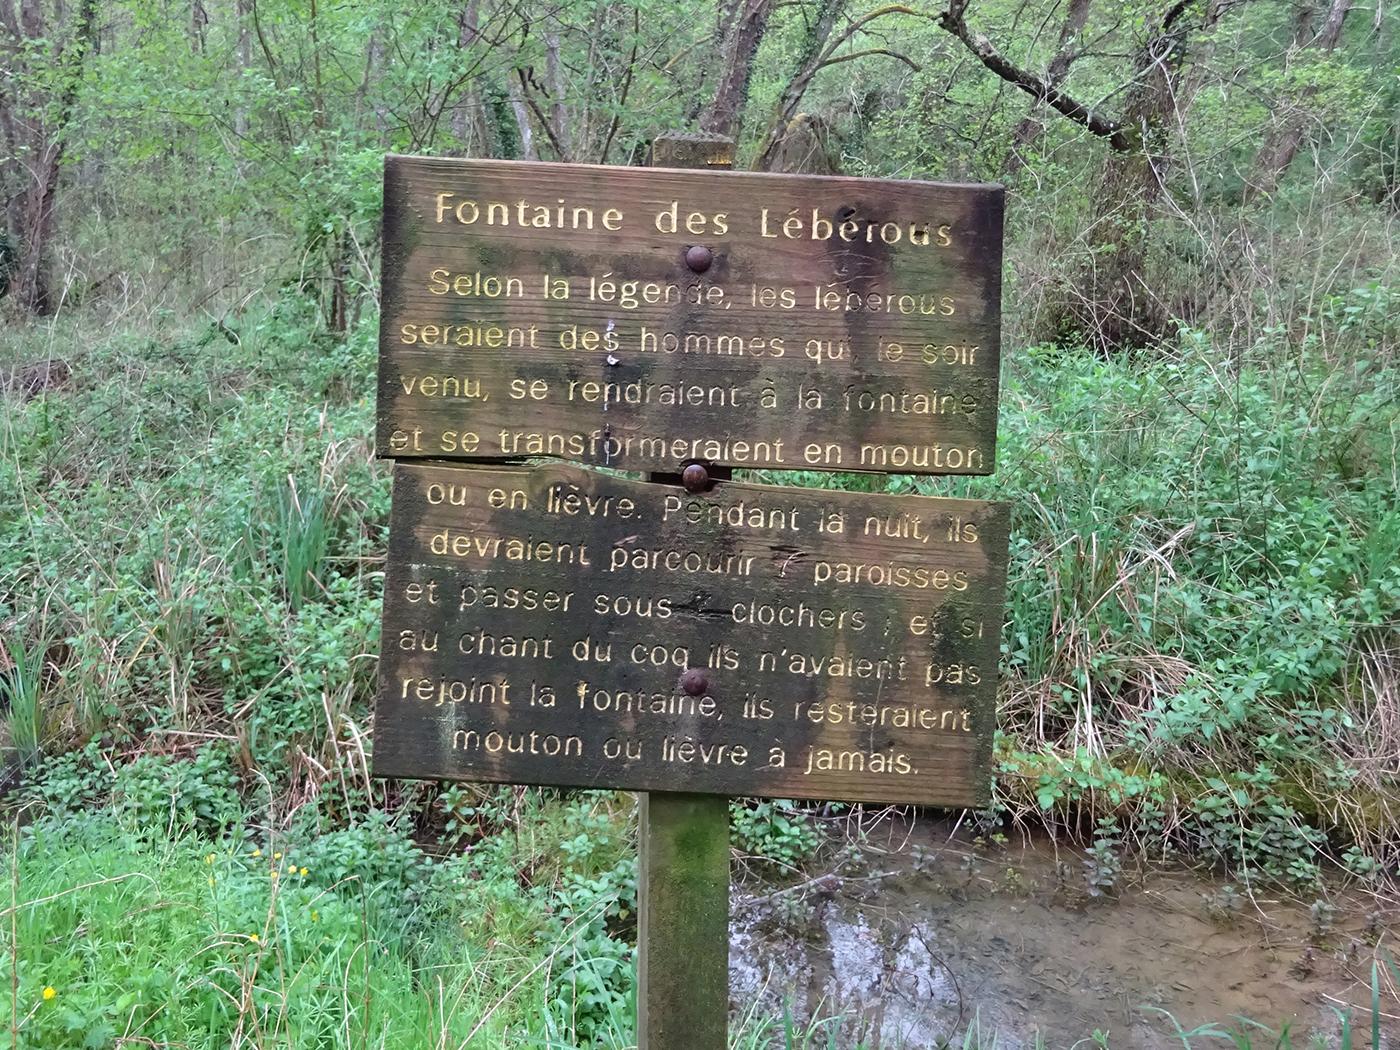 Fontaine des Lébérous
Selon la légende, les lébérous
seraient des hommes qui, le soir
venu, se rendraient à la fontaine
et se transformeraient en mouton
ou en lièvre. Pendant la nuit, ils
devraient parcourir 7 paroisses
et passer sous clochers ; et si
au chant du coq ils n'avaient pas
rejoint la fontaine, ils resteraient
mouton ou lièvre à jamais.